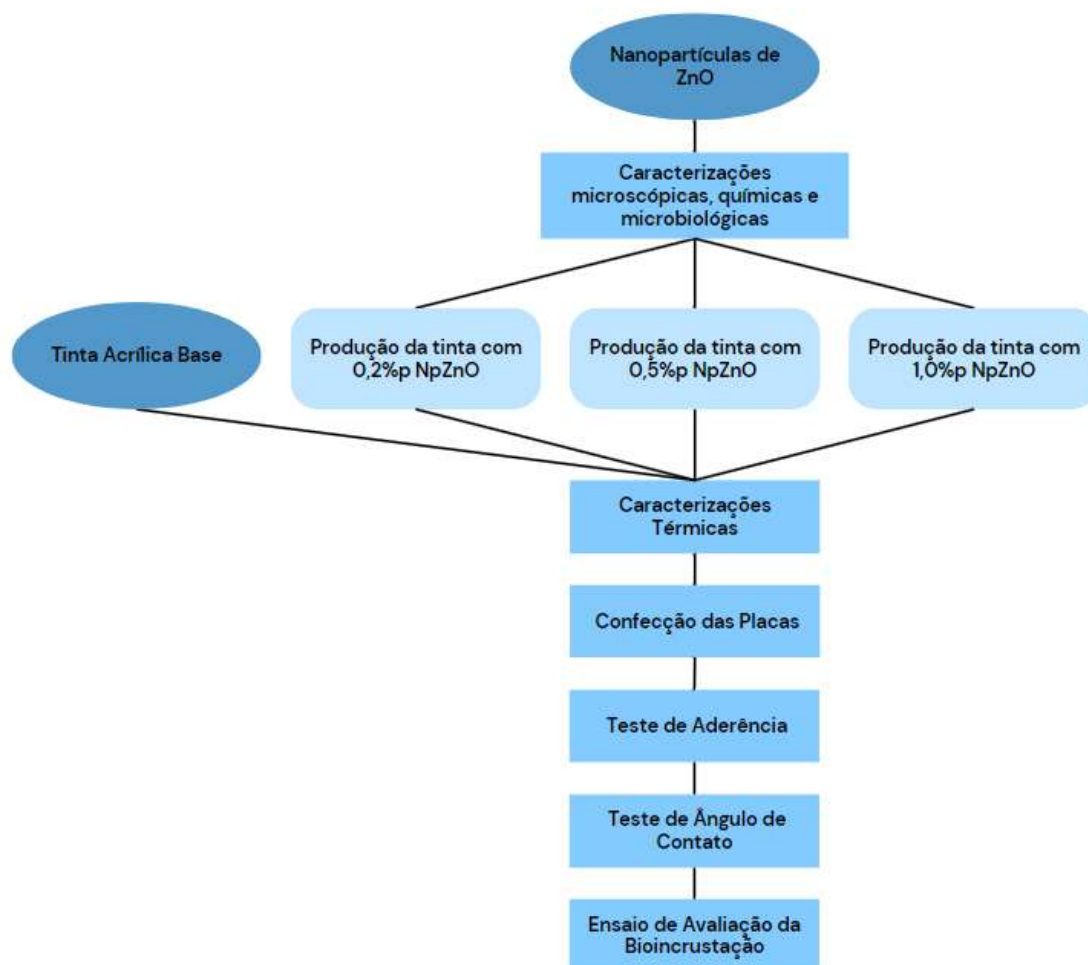 Nanopartículas de
ZnO
Caracterizações
microscópicas, químicas e
microbiológicas
Tinta Acrílica Base
Produção da tinta com
0,2%p NpZnO
Produção da tinta com
0,5%p NpZnO
Produção da tinta com
1,0%p NpZnO
Caracterizações
Térmicas
Confecção das Placas
Teste de Aderência
Teste de Ângulo de
Contato
Ensaio de Avaliação da
Bioincrustação